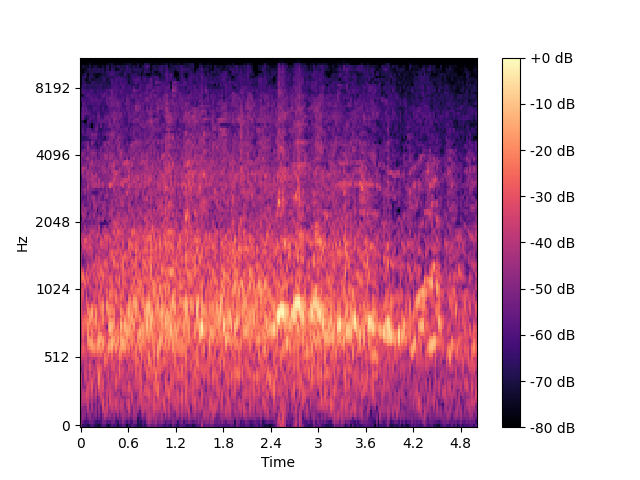 8192
4096
2048
1024
512
0
Hz
0 0.6 1.2 1.8 2.4 3 3.6 4.2 4.8
Time
+0 dB
-10 dB
-20 dB
-30 dB
-40 dB
-50 dB
-60 dB
-70 dB
-80 dB